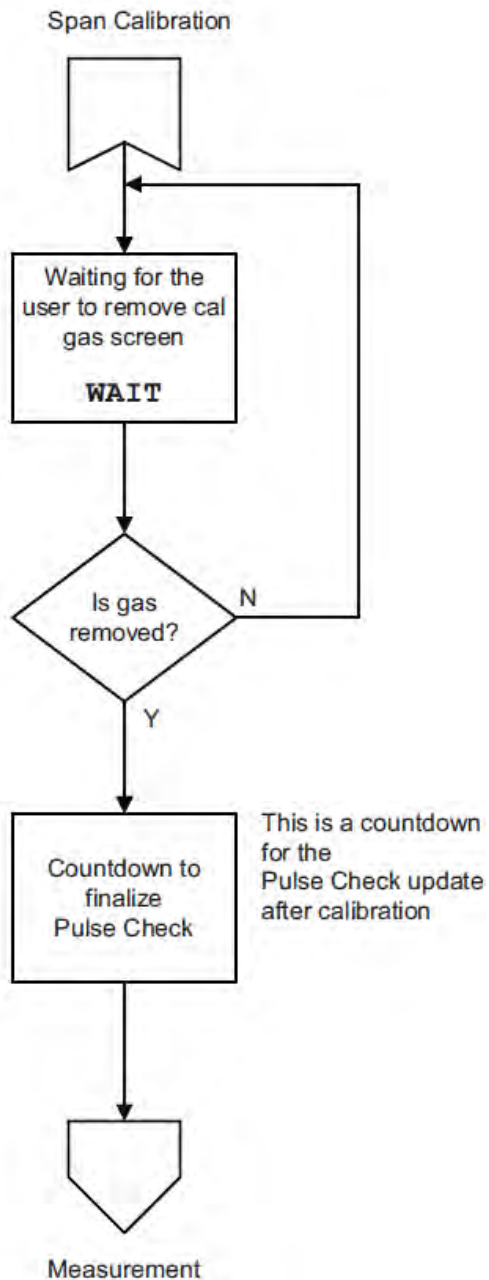 Span Calibration
Waiting for the
user to remove cal
gas screen
WAIT
Is gas
removed?
N
Y
Countdown to
finalize
Pulse Check
This is a countdown
for the
Pulse Check update
after calibration
Measurement